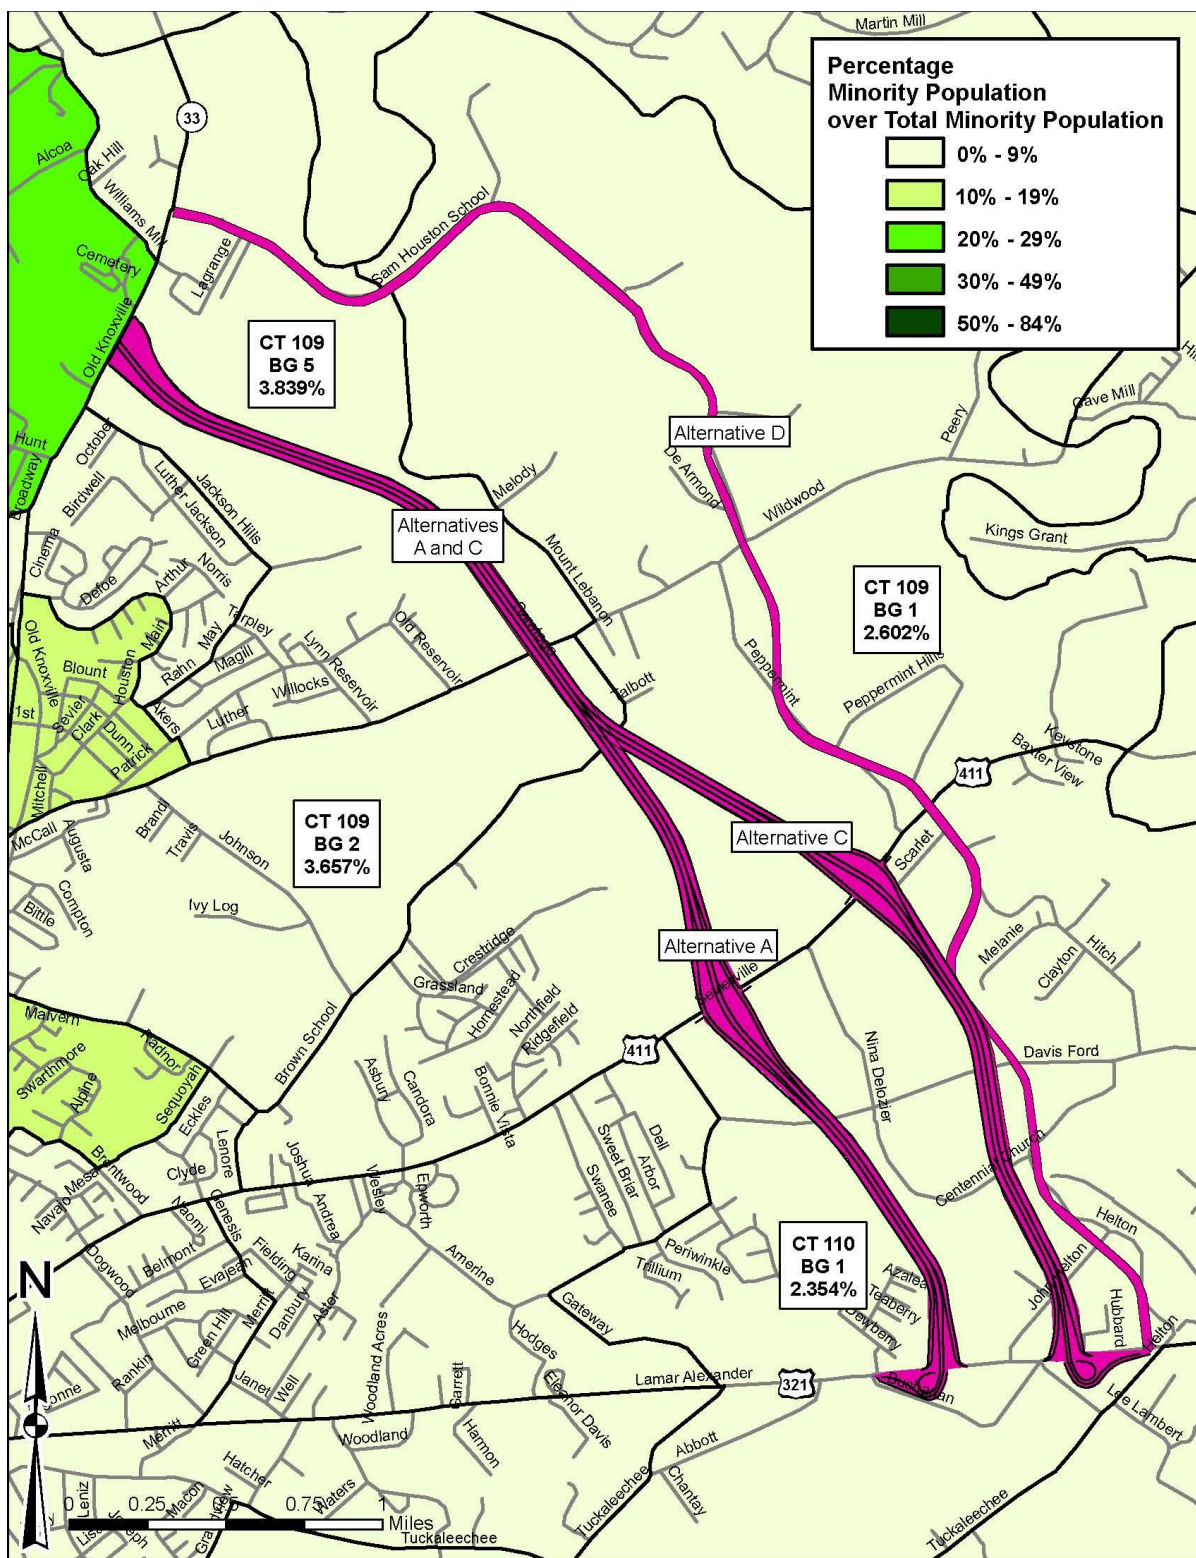 Martin Mill
Percentage
Minority Population
over Total Minority Population
0% - 9%
10% - 19%
20% - 29%
30% - 49%
50% - 84%
33
Alcoa
Oak Hill
Williams Mill
Cemetery
Lagrange
Sam Houston School
Old Knoxville
CT 109
BG 5
3.839%
Cave Mill
Peery
Hunt
Broadway
October
Birdwell
Luther Jackson
Jackson Hills
Alternative D
De Armond
Wildwood
Melody
Kings Grant
Alternatives
A and C
Cinema
Defoe
Arthur
Norris
Mount Lebanon
CT 109
BG 1
2.602%
Old Knoxville
Blount
Houston
Main
May
Rahn
Tarpley
Magill
Lynn Reservoir
Old Reservoir
Willocks
Luther
Akers
1st
Sevier
Clark
Dunn
Patrick
Mitchell
Talbott
Peppermint
Peppermint Hills
Keystone
Baxter View
411
McCall
Augusta
Brandi
Travis
Johnson
CT 109
BG 2
3.657%
Alternative C
Scarlet
Bittle
Compton
Ivy Log
Alternative A
Crestridge
Grassland
Homestead
Northfield
Ridgefield
Melanie
Clayton
Hitch
Malvern
Radnor
Swarthmore
Alpine
Sequoyah
Brown School
411
Nina Delozier
Davis Ford
Eckles
Lenore
Clyde
Asbury
Candora
Bonnie Vista
Dell
Arbor
Sweet Briar
Swanee
Centennial Church
Brentwood
Navajo
Mesa
Naomi
Genesis
Joshua
Andrea
Wesley
Epworth
Helton
Dogwood
Belmont
Evajean
Fielding
Karina
Amerine
Periwinkle
Trillium
CT 110
BG 1
2.354%
Azalea
Teaberry
Dewberry
John Helton
Hubbard
Helton
N
Melbourne
Green Hill
Merritt
Danbury
Aster
Gateway
Rankin
Janet
Well
Woodland Acres
Garrett
Hodges
Eleanor Davis
Lamar Alexander
321
Lee Lambert
Merritt
Woodland
Harmon
Abbott
Chantay
Hatcher
Waters
Macon
Grandview
Leniz
Joseph
Tuckaleechee
Tuckaleechee
Tuckaleechee
0
0.25
0.5
0.75
1
Miles